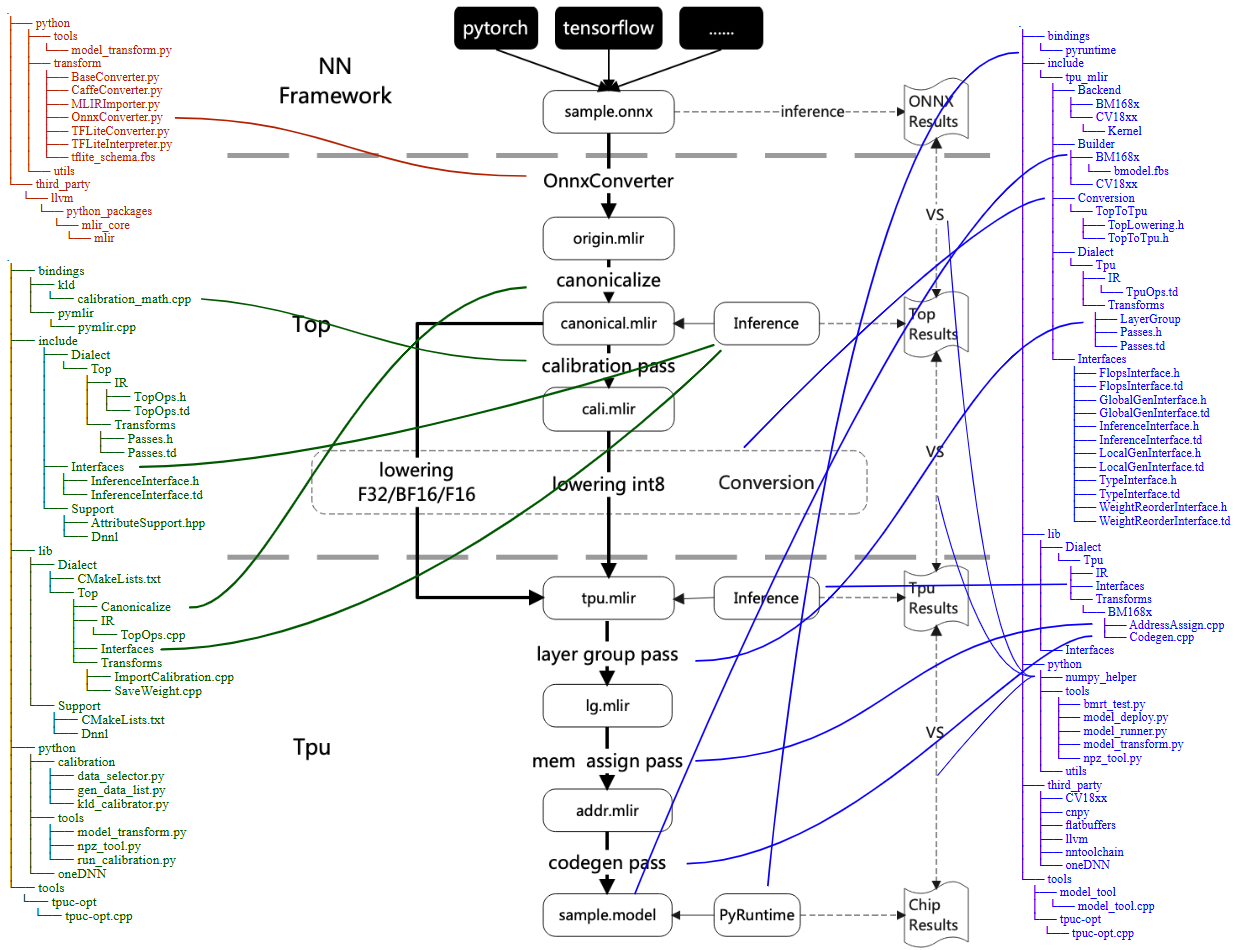 python
tools
model_transform.py
transform
BaseConverter.py
CaffeConverter.py
MLIRImporter.py
OnnxConverter.py
TFLiteConverter.py
TFLiteInterpreter.py
tflite_schema.fbs
utils
third_party
llvm
python_packages
mlir_core
mlir
bindings
kld
calibration_math.cpp
pymlir
pymlir.cpp
include
Dialect
Top
IR
TopOps.h
TopOps.td
Transforms
Passes.h
Passes.td
Interfaces
InferenceInterface.h
InferenceInterface.td
Support
AttributeSupport.hpp
Dnnl
lib
Dialect
CMakeLists.txt
Top
Canonicalize
IR
TopOps.cpp
Interfaces
Transforms
ImportCalibration.cpp
SaveWeight.cpp
Support
CMakeLists.txt
Dnnl
python
calibration
data_selector.py
gen_data_list.py
kld_calibrator.py
tools
model_transform.py
npz_tool.py
run_calibration.py
oneDNN
tools
tpuc-opt
tpuc-opt.cpp
NN
Framework
Top
Tpu
pytorch
tensorflow
......
sample.onnx
inference
ONNX
Results
OnnxConverter
VS
origin.mlir
canonicalize
canonical.mlir
Inference
Top
Results
calibration pass
cali.mlir
VS
lowering
F32/BF16/F16
lowering int8
Conversion
tpu.mlir
Inference
Tpu
Results
layer group pass
lg.mlir
VS
mem assign pass
addr.mlir
codegen pass
sample.model
PyRuntime
Chip
Results
bindings
pyruntime
include
tpu_mlir
Backend
BM168x
CV18xx
Kernel
Builder
BM168x
bmodel.fbs
CV18xx
Conversion
TopToTpu
TopLowering.h
TopToTpu.h
Dialect
Tpu
IR
TpuOps.td
Transforms
LayerGroup
Passes.h
Passes.td
Interfaces
FlopsInterface.h
FlopsInterface.td
GlobalGenInterface.h
GlobalGenInterface.td
InferenceInterface.h
InferenceInterface.td
LocalGenInterface.h
LocalGenInterface.td
TypeInterface.h
TypeInterface.td
WeightReorderInterface.h
WeightReorderInterface.td
lib
Dialect
Tpu
IR
Interfaces
Transforms
BM168x
AddressAssign.cpp
Codegen.cpp
Interfaces
python
numpy_helper
tools
bmrt_test.py
model_deploy.py
model_runner.py
model_transform.py
npz_tool.py
utils
third_party
CV18xx
cnpy
flatbuffers
llvm
nntoolchain
oneDNN
tools
model_tool
model_tool.cpp
tpuc-opt
tpuc-opt.cpp